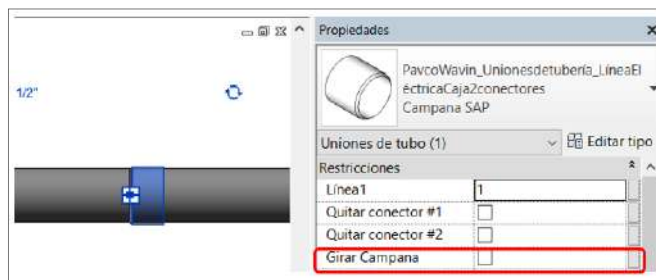 Propiedades
1/2"
PavcoWavin_Unionesdetubería_LíneaEl
éctricaCaja2conectores
Campana SAP
Uniones de tubo (1)
Editar tipo
Restricciones
Línea1
1
Quitar conector #1
Quitar conector #2
Girar Campana